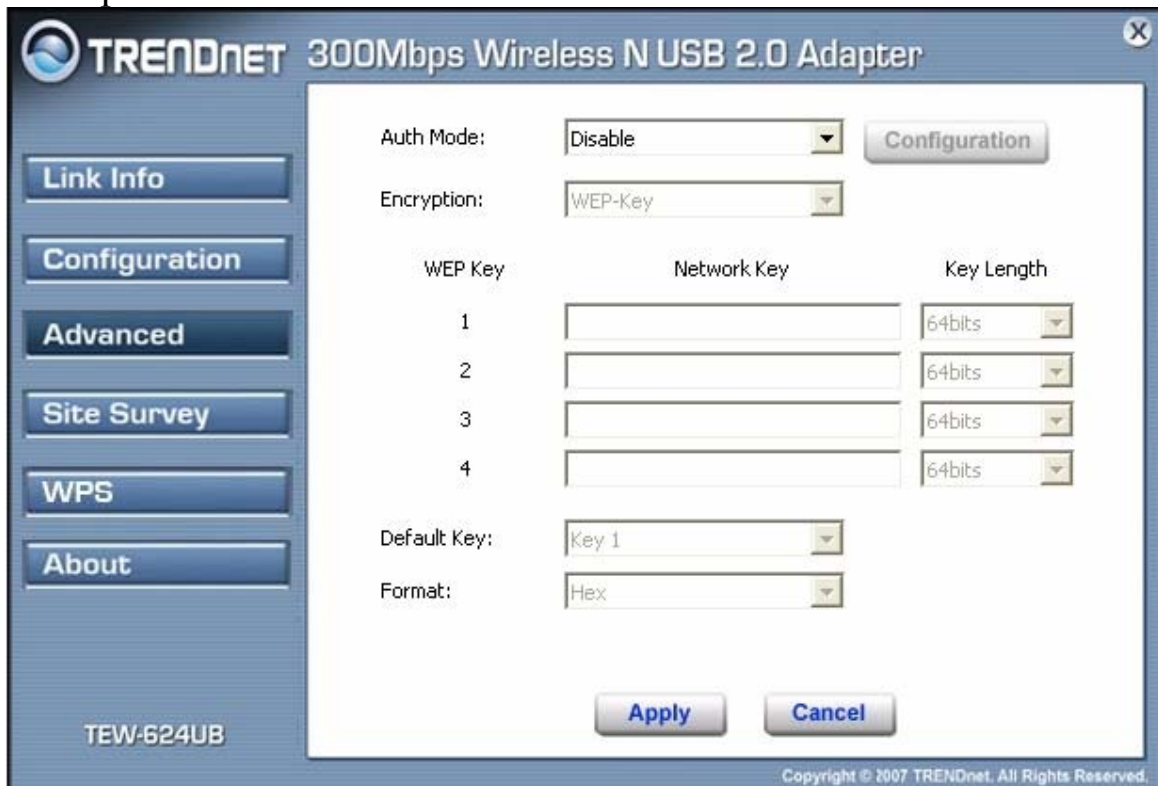 TRENDNET 300Mbps Wireless N USB 2.0 Adapter
X
Link Info
Configuration
Advanced
Site Survey
WPS
About
TEW-624UB
Auth Mode: Disable Configuration
Encryption: WEP-Key
WEP Key Network Key Key Length
1 64bits
2 64bits
3 64bits
4 64bits
Default Key: Key 1
Format: Hex
Apply Cancel
Copyright © 2007 TRENDnet. All Rights Reserved.